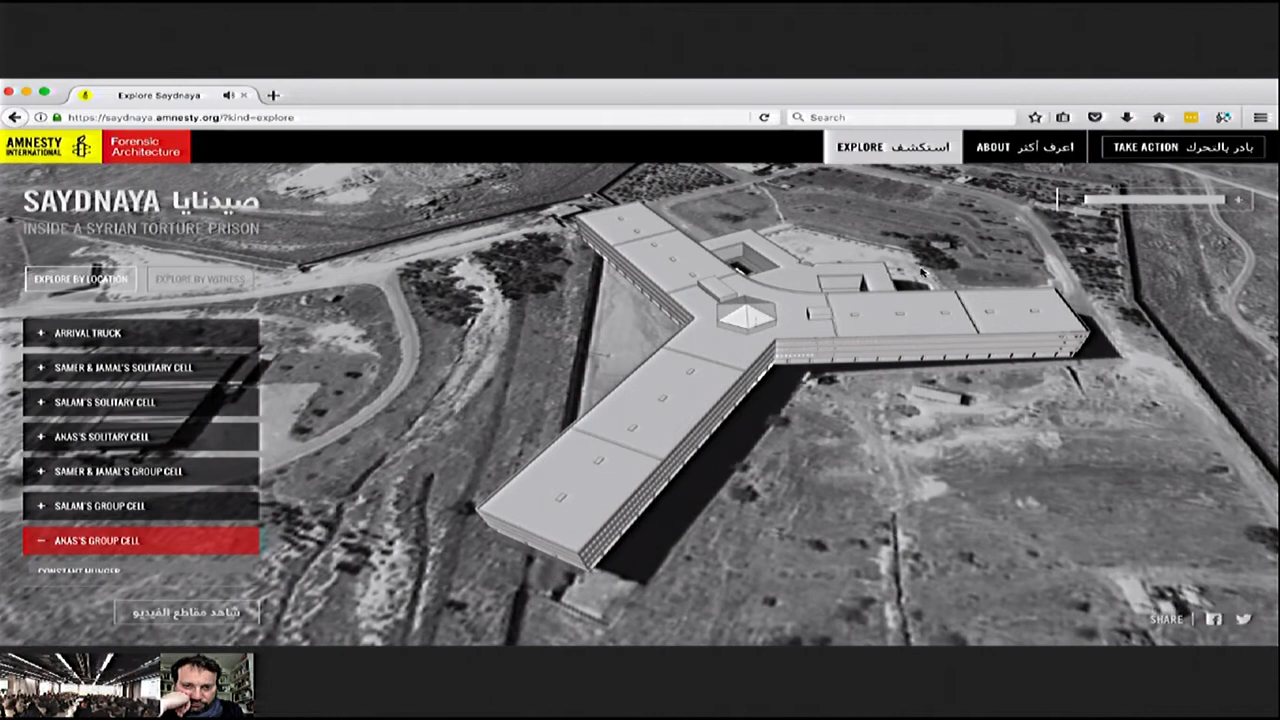 Explore Saydnaya
https://saydnaya.amnesty.org/?kind=explore
Search
AMNESTY
INTERNATIONAL
Forensic
Architecture
EXPLORE استكشف
ABOUT اعرف أكثر
TAKE ACTION بادر بالتحرك
SAYDNAYA صيدنايا
INSIDE A SYRIAN TORTURE PRISON
EXPLORE BY LOCATION
EXPLORE BY WITNESS
+ ARRIVAL TRUCK
+ SAMER & JAMAL'S SOLITARY CELL
+ SALAM'S SOLITARY CELL
+ ANAS'S SOLITARY CELL
+ SAMER & JAMAL'S GROUP CELL
+ SALAM'S GROUP CELL
− ANAS'S GROUP CELL
CONSTANT HUNGER
شاهد مقاطع الفيديو
SHARE